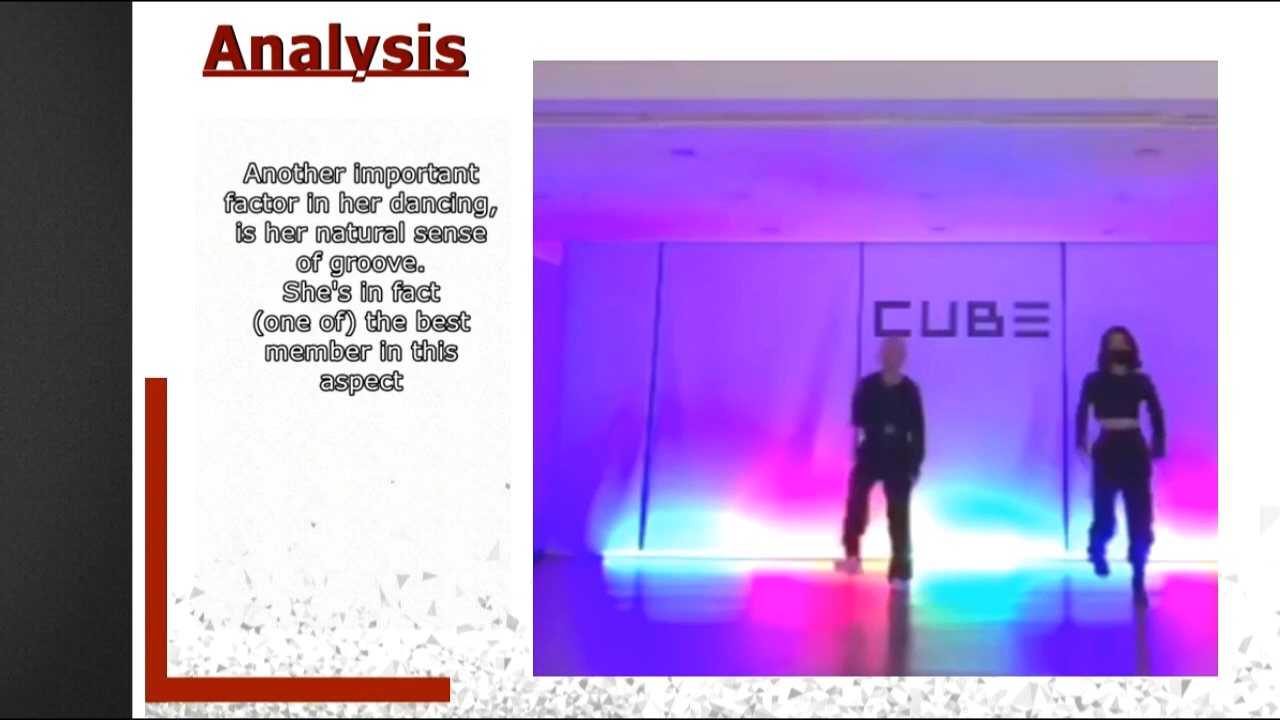 Analysis
Another important
factor in her dancing,
is her natural sense
of groove.
She's in fact
(one of) the best
member in this
aspect
CUBE